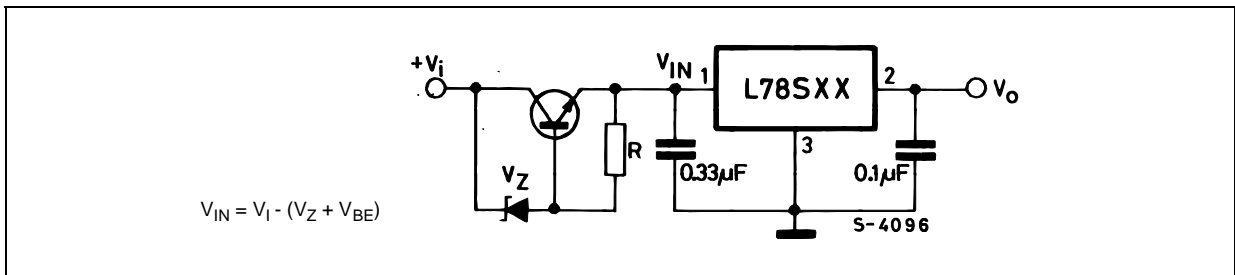 +Vi
VIN 1
L78SXX
2
Vo
3
R
0.33µF
0.1µF
VZ
VIN = VI - (VZ + VBE)
S-4096